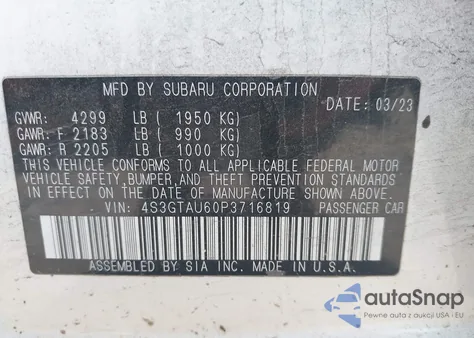 MFD BY SUBARU CORPORATION
DATE: 03/23
GVWR: 4299 LB ( 1950 KG)
GAWR: F 2183 LB ( 990 KG)
GAWR: R 2205 LB ( 1000 KG)
THIS VEHICLE CONFORMS TO ALL APPLICABLE FEDERAL MOTOR
VEHICLE SAFETY, BUMPER, AND THEFT PREVENTION STANDARDS
IN EFFECT ON THE DATE OF MANUFACTURE SHOWN ABOVE.
VIN: 4S3GTAU60P3716819 PASSENGER CAR
ASSEMBLED BY SIA INC. MADE IN U.S.A.
autoSnap
Pewne auto z USA i EU